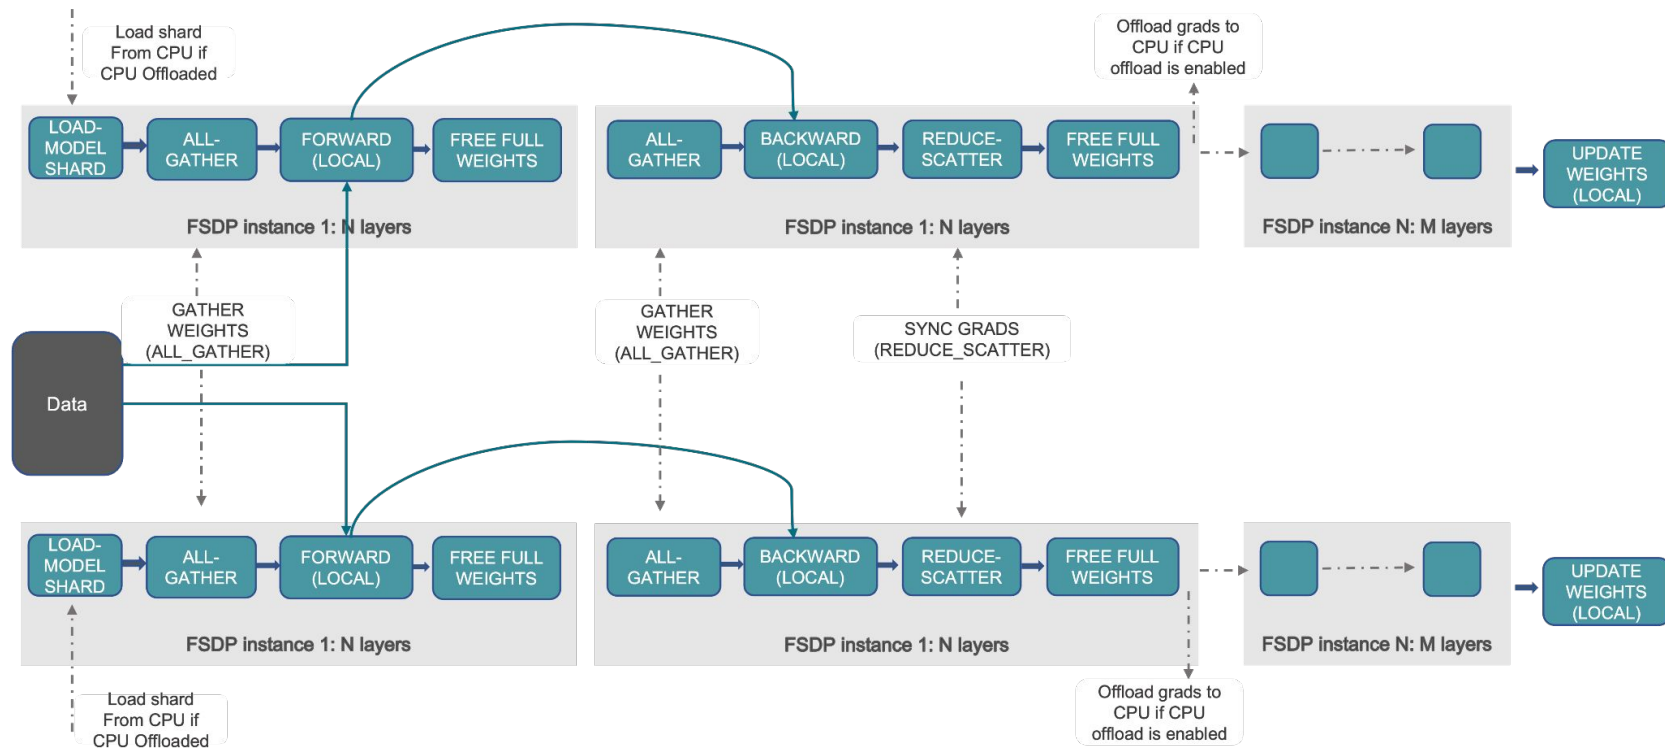 Load shard
From CPU if
CPU Offloaded
Offload grads to
CPU if CPU
offload is enabled
LOAD-
MODEL
SHARD
ALL-
GATHER
FORWARD
(LOCAL)
FREE FULL
WEIGHTS
FSDP instance 1: N layers
ALL-
GATHER
BACKWARD
(LOCAL)
REDUCE-
SCATTER
FREE FULL
WEIGHTS
FSDP instance 1: N layers
FSDP instance N: M layers
UPDATE
WEIGHTS
(LOCAL)
GATHER
WEIGHTS
(ALL_GATHER)
GATHER
WEIGHTS
(ALL_GATHER)
SYNC GRADS
(REDUCE_SCATTER)
Data
LOAD-
MODEL
SHARD
ALL-
GATHER
FORWARD
(LOCAL)
FREE FULL
WEIGHTS
FSDP instance 1: N layers
ALL-
GATHER
BACKWARD
(LOCAL)
REDUCE-
SCATTER
FREE FULL
WEIGHTS
FSDP instance 1: N layers
FSDP instance N: M layers
UPDATE
WEIGHTS
(LOCAL)
Load shard
From CPU if
CPU Offloaded
Offload grads to
CPU if CPU
offload is enabled